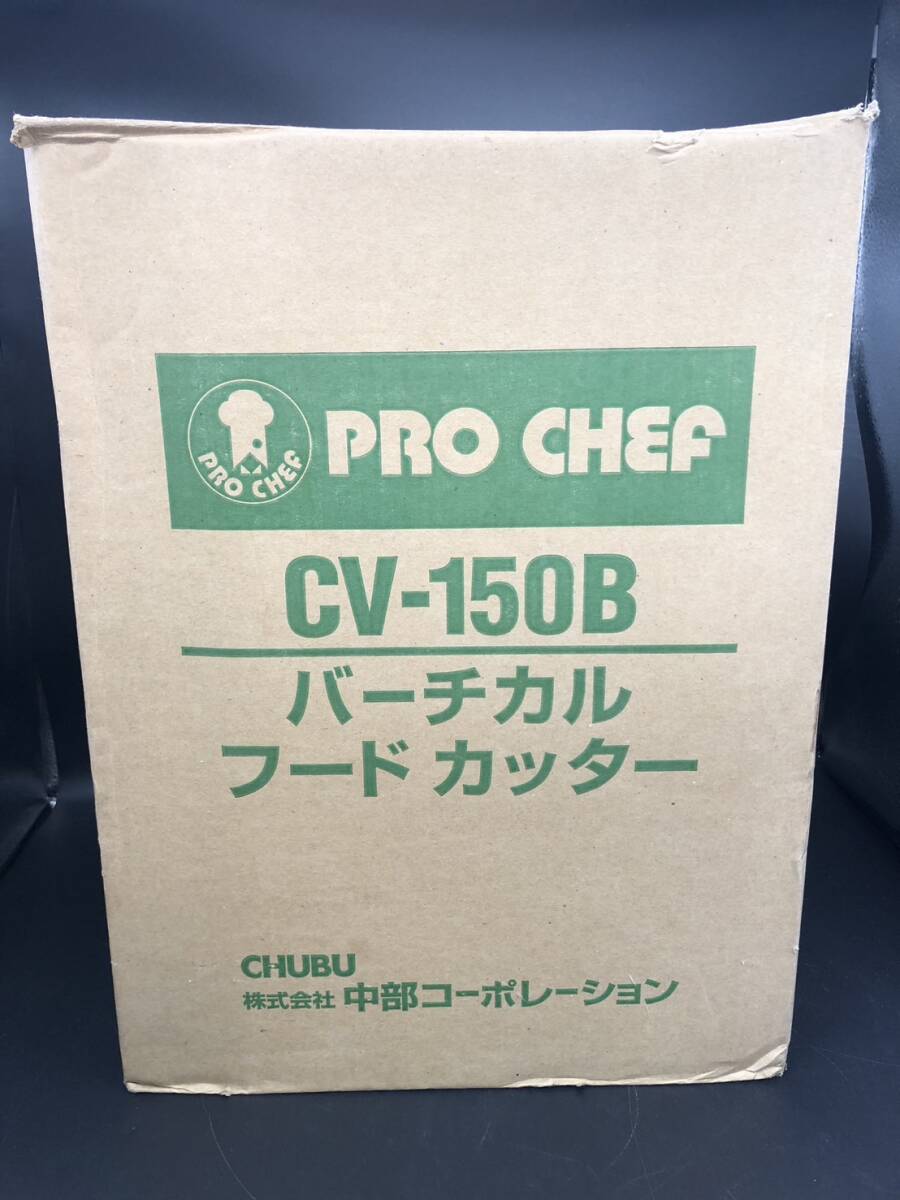 PRO CHEF
PRO CHEF
CV-150B
バーチカル
フード カッター
CHUBU
株式会社 中部コーポレーション